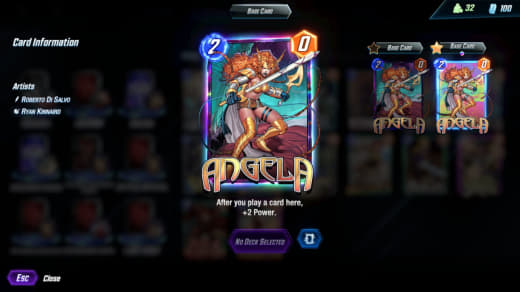 Base Card
32
100
Card Information
Base Card
Base Card
2
0
2
0
2
0
Artists
Roberto Di Salvo
Ryan Kinnaird
ANGELA
ANGELA
ANGELA
After you play a card here,
+2 Power.
No Deck Selected
Esc
Close